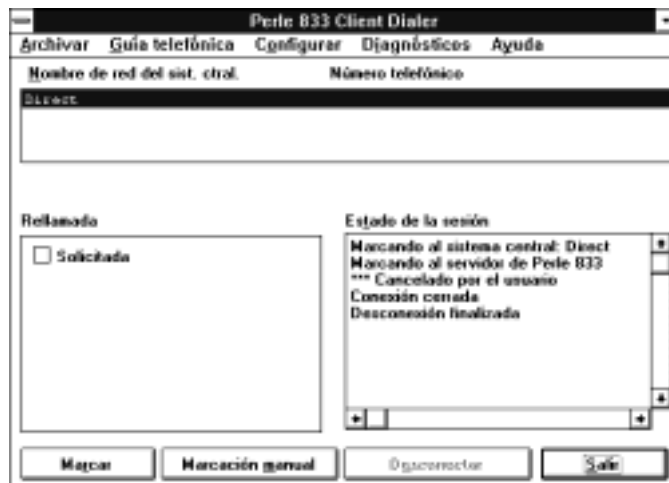 Perle 833 Client Dialer
Archivar Guía telefónica Configurar Diagnósticos Ayuda
Nombre de red del sist. ctral. Número telefónico
Direct
Rellamada Estado de la sesión
Solicitada
Marcando al sistema central: Direct
Marcando al servidor de Perle 833
*** Cancelado por el usuario
Conexión cerrada
Desconexión finalizada
Marcar Marcación manual Desconectar Salir